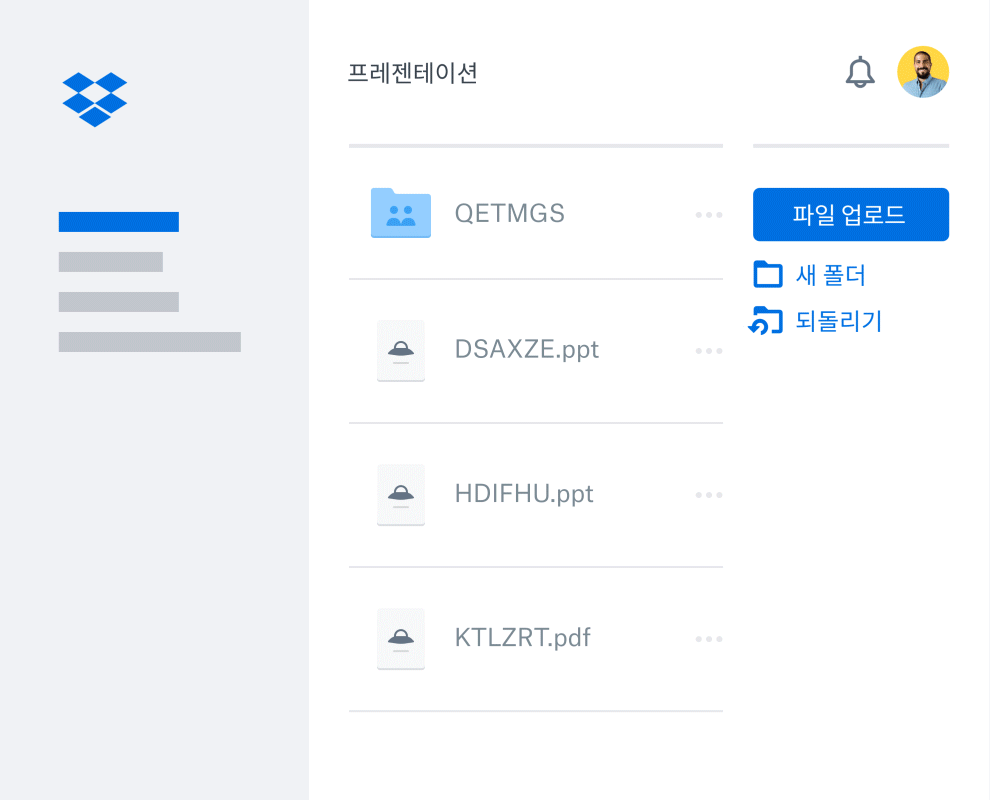 프레젠테이션
QETMGS
파일 업로드
새 폴더
되돌리기
DSAXZE.ppt
HDIFHU.ppt
KTLZRT.pdf